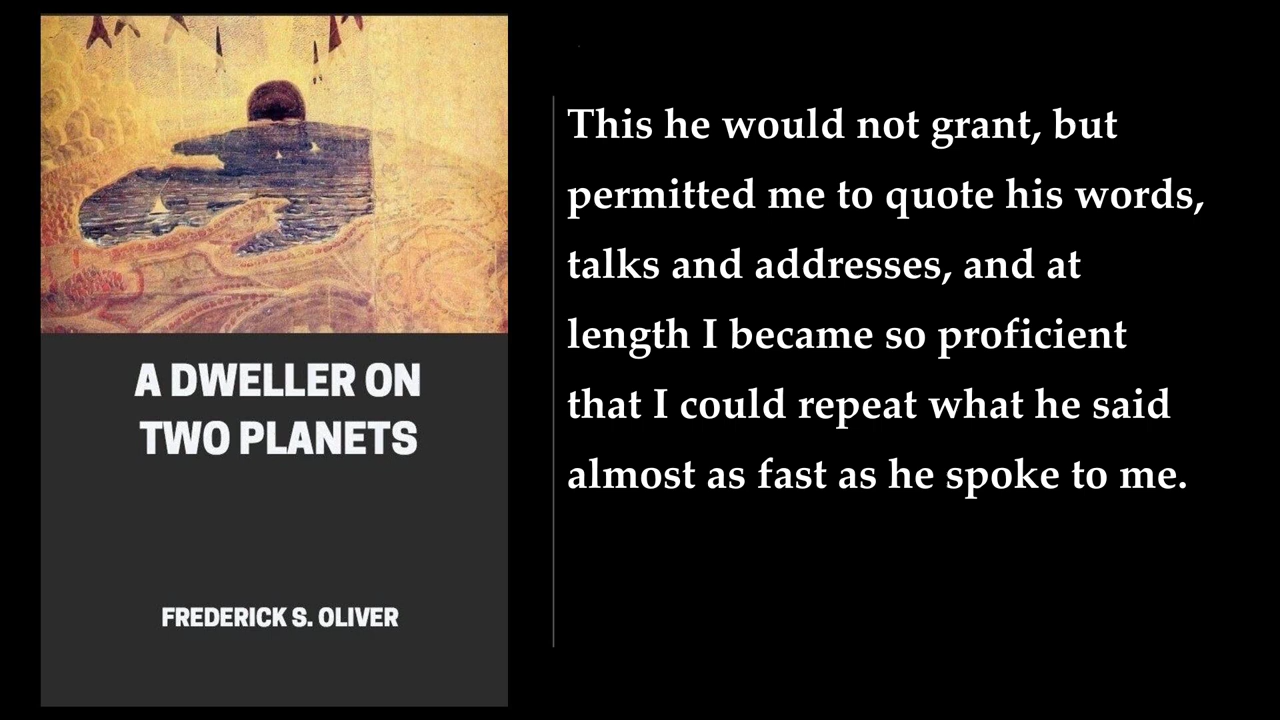 A DWELLER ON
TWO PLANETS
FREDERICK S. OLIVER
This he would not grant, but
permitted me to quote his words,
talks and addresses, and at
length I became so proficient
that I could repeat what he said
almost as fast as he spoke to me.